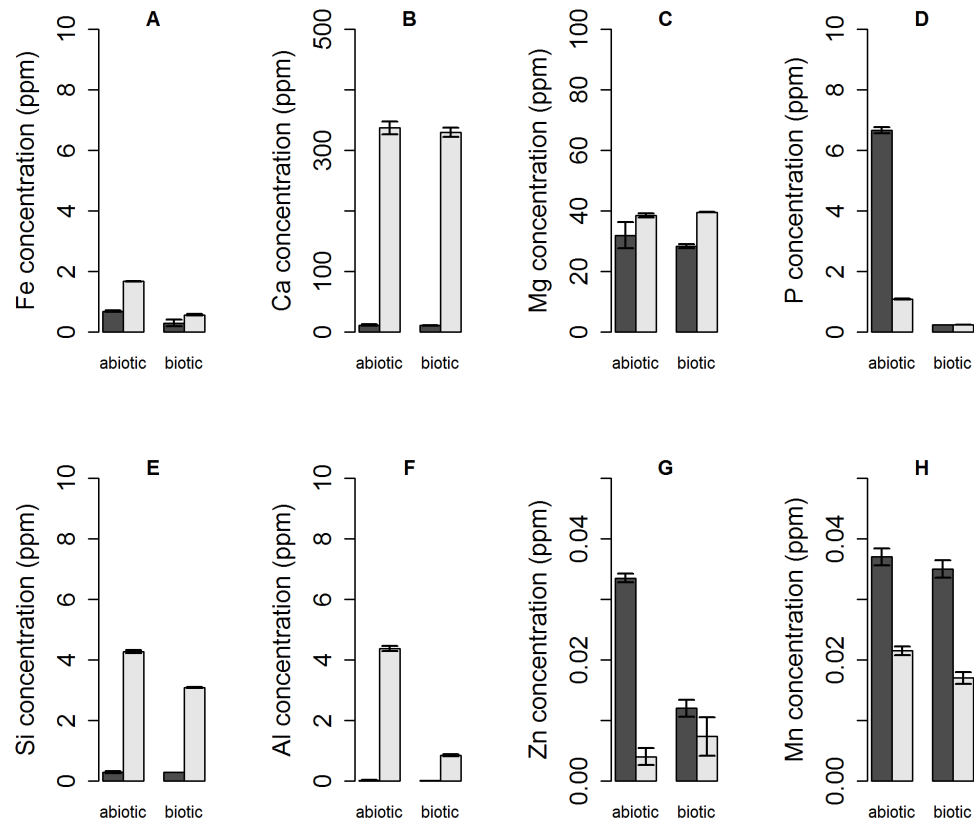 A
Fe concentration (ppm)
10
8
6
4
2
0
abiotic
biotic
B
Ca concentration (ppm)
500
300
100
0
abiotic
biotic
C
Mg concentration (ppm)
100
80
60
40
20
0
abiotic
biotic
D
P concentration (ppm)
10
8
6
4
2
0
abiotic
biotic
E
Si concentration (ppm)
10
8
6
4
2
0
abiotic
biotic
F
Al concentration (ppm)
10
8
6
4
2
0
abiotic
biotic
G
Zn concentration (ppm)
0.04
0.02
0.00
abiotic
biotic
H
Mn concentration (ppm)
0.04
0.02
0.00
abiotic
biotic